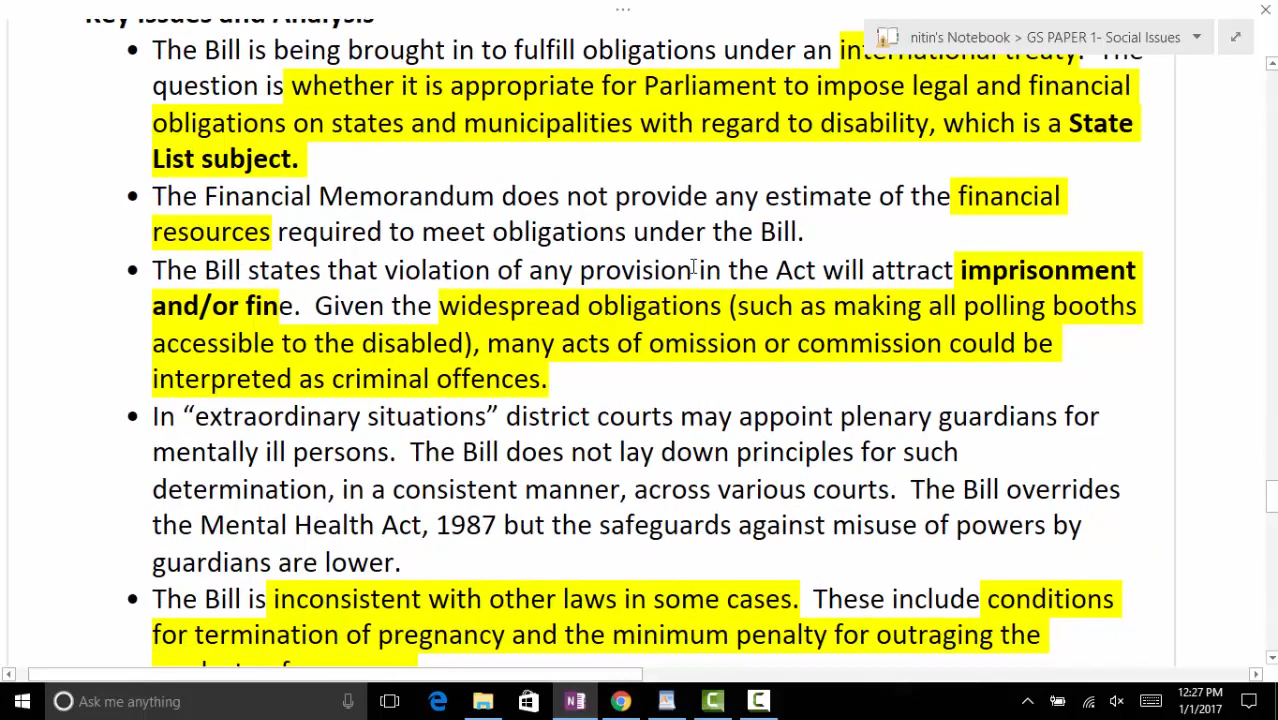 Key Issues and Analysis
nitin's Notebook > GS PAPER 1- Social Issues
• The Bill is being brought in to fulfill obligations under an international treaty. The
question is whether it is appropriate for Parliament to impose legal and financial
obligations on states and municipalities with regard to disability, which is a State
List subject.
• The Financial Memorandum does not provide any estimate of the financial
resources required to meet obligations under the Bill.
• The Bill states that violation of any provision in the Act will attract imprisonment
and/or fine. Given the widespread obligations (such as making all polling booths
accessible to the disabled), many acts of omission or commission could be
interpreted as criminal offences.
• In “extraordinary situations” district courts may appoint plenary guardians for
mentally ill persons. The Bill does not lay down principles for such
determination, in a consistent manner, across various courts. The Bill overrides
the Mental Health Act, 1987 but the safeguards against misuse of powers by
guardians are lower.
• The Bill is inconsistent with other laws in some cases. These include conditions
for termination of pregnancy and the minimum penalty for outraging the
Ask me anything
12:27 PM
1/1/2017